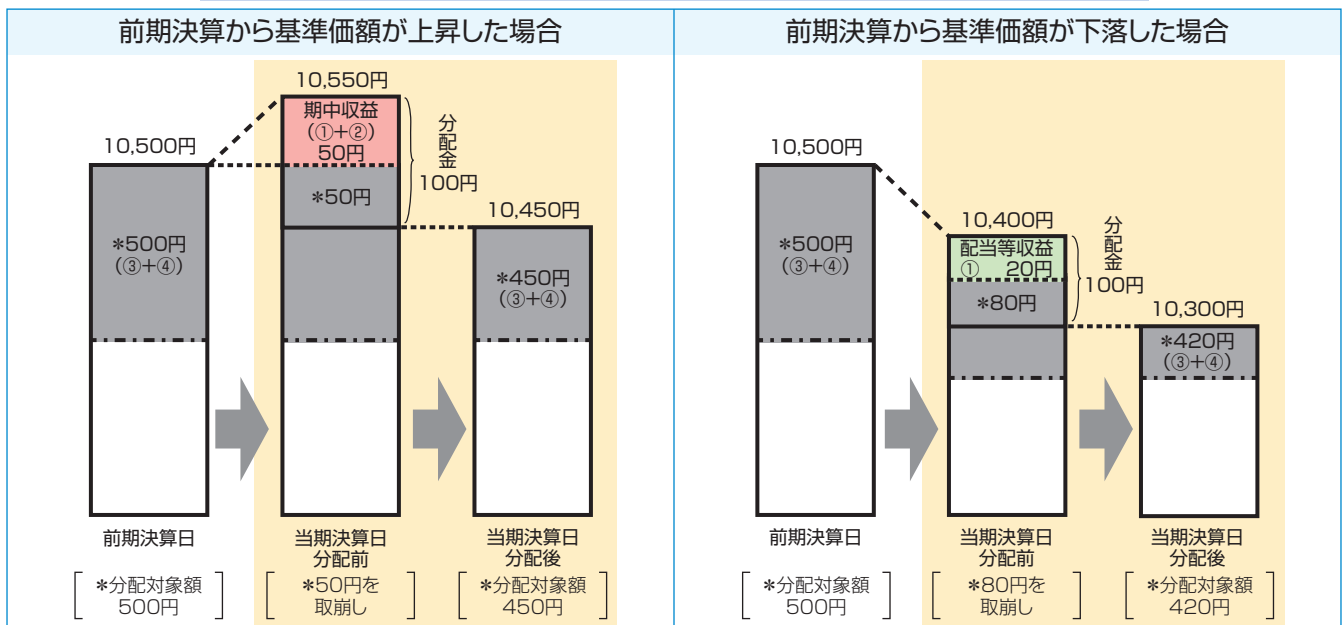 前期決算から基準価額が上昇した場合
10,500円
*500円
(③+④)
10,550円
期中収益
(①+②)
50円
*50円
分配金
100円
10,450円
*450円
(③+④)
前期決算日
当期決算日
分配前
当期決算日
分配後
*分配対象額
500円
*50円を
取崩し
*分配対象額
450円
前期決算から基準価額が下落した場合
10,500円
*500円
(③+④)
10,400円
配当等収益
① 20円
*80円
分配金
100円
10,300円
*420円
(③+④)
前期決算日
当期決算日
分配前
当期決算日
分配後
*分配対象額
500円
*80円を
取崩し
*分配対象額
420円